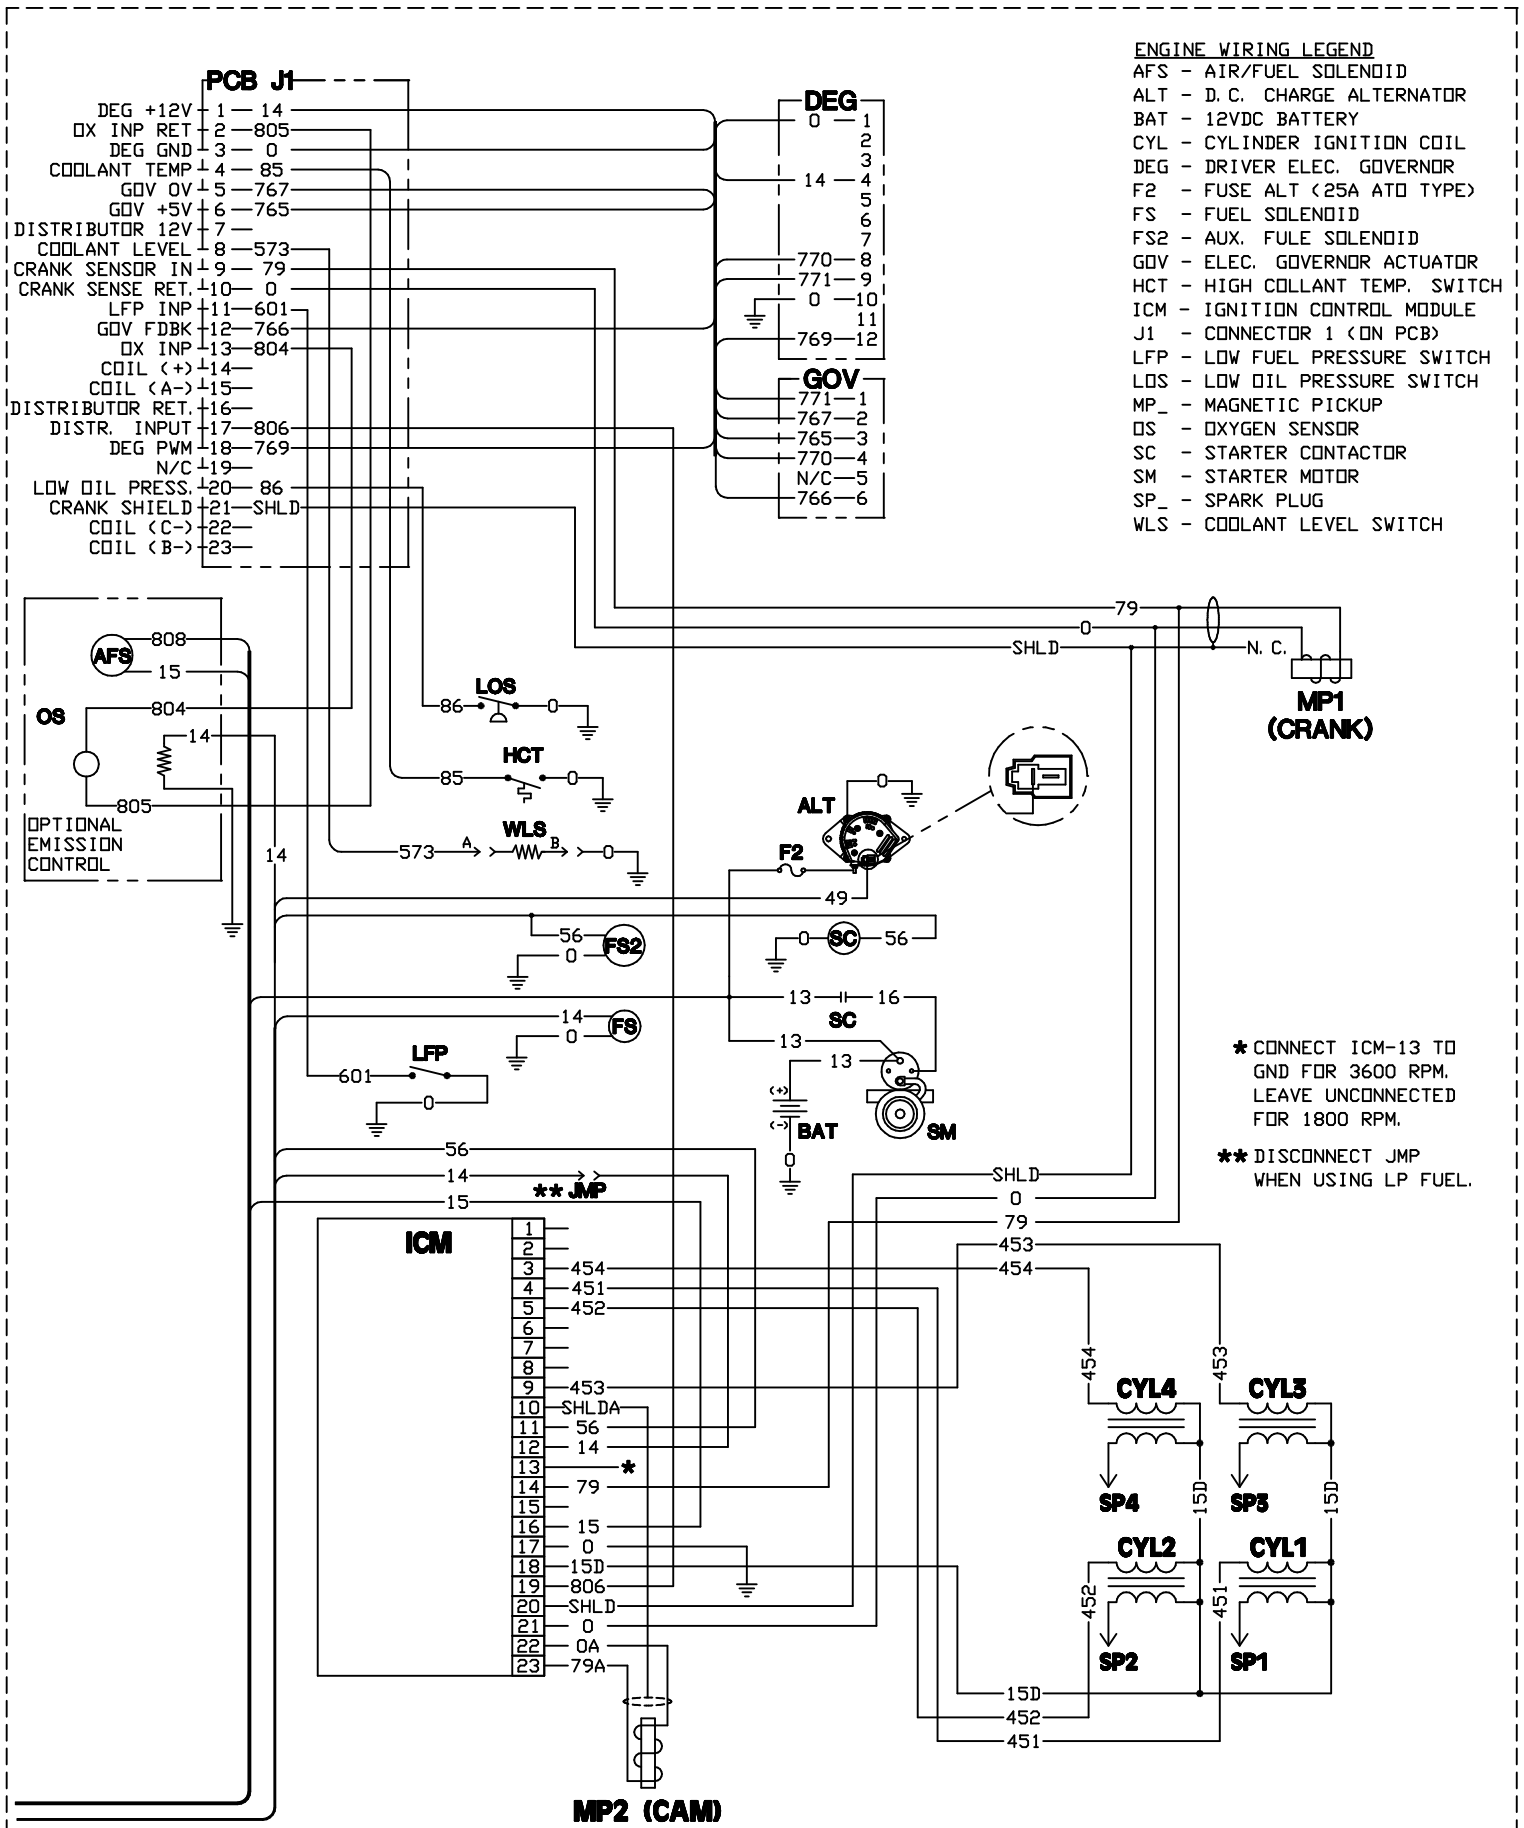 ENGINE WIRING LEGEND
AFS - AIR/FUEL SOLENOID
ALT - D.C. CHARGE ALTERNATOR
BAT - 12VDC BATTERY
CYL - CYLINDER IGNITION COIL
DEG - DRIVER ELEC. GOVERNOR
F2 - FUSE ALT (25A ATO TYPE)
FS - FUEL SOLENOID
FS2 - AUX. FULE SOLENOID
GOV - ELEC. GOVERNOR ACTUATOR
HCT - HIGH COLLANT TEMP. SWITCH
ICM - IGNITION CONTROL MODULE
J1 - CONNECTOR 1 (ON PCB)
LFP - LOW FUEL PRESSURE SWITCH
LOS - LOW OIL PRESSURE SWITCH
MP_ - MAGNETIC PICKUP
OS - OXYGEN SENSOR
SC - STARTER CONTACTOR
SM - STARTER MOTOR
SP_ - SPARK PLUG
WLS - COOLANT LEVEL SWITCH
PCB J1
DEG +12V 1 14
OX INP RET 2 805
DEG GND 3 0
COOLANT TEMP 4 85
GOV 0V 5 767
GOV +5V 6 765
DISTRIBUTOR 12V 7
COOLANT LEVEL 8 573
CRANK SENSOR IN 9 79
CRANK SENSE RET. 10 0
LFP INP 11 601
GOV FDBK 12 766
OX INP 13 804
COIL (+) 14
COIL (A-) 15
DISTRIBUTOR RET. 16
DISTR. INPUT 17 806
DEG PWM 18 769
N/C 19
LOW OIL PRESS. 20 86
CRANK SHIELD 21 SHLD
COIL (C-) 22
COIL (B-) 23
DEG
0 1
2
3
14 4
5
6
7
770 8
771 9
0 10
11
769 12
GOV
771 1
767 2
765 3
770 4
N/C 5
766 6
79
0
SHLD N.C.
MP1
(CRANK)
AFS
808
15
OS
804
14
805
OPTIONAL
EMISSION
CONTROL
14
LOS
86 0
HCT
85 0
WLS
573 A B 0
ALT
0
F2
49
56
FS2
0
0 SC 56
13 16
SC
14
FS
0
13
13
LFP
601
0
(+)
(-)
BAT
0
SM
* CONNECT ICM-13 TO
GND FOR 3600 RPM.
LEAVE UNCONNECTED
FOR 1800 RPM.
** DISCONNECT JMP
WHEN USING LP FUEL.
56
14
** JMP
15
SHLD
0
79
453
454
ICM
1
2
3 454
4 451
5 452
6
7
8
9 453
10 SHLDA
11 56
12 14
13 *
14 79
15
16 15
17 0
18 15D
19 806
20 SHLD
21 0
22 0A
23 79A
454
453
CYL4
CYL3
SP4
15D
SP3
15D
CYL2
CYL1
452
451
SP2
SP1
15D
452
451
MP2 (CAM)